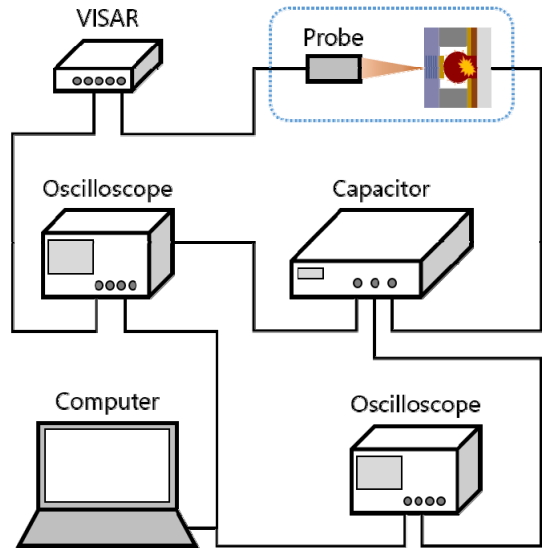 VISAR
Probe
Oscilloscope
Capacitor
Computer
Oscilloscope